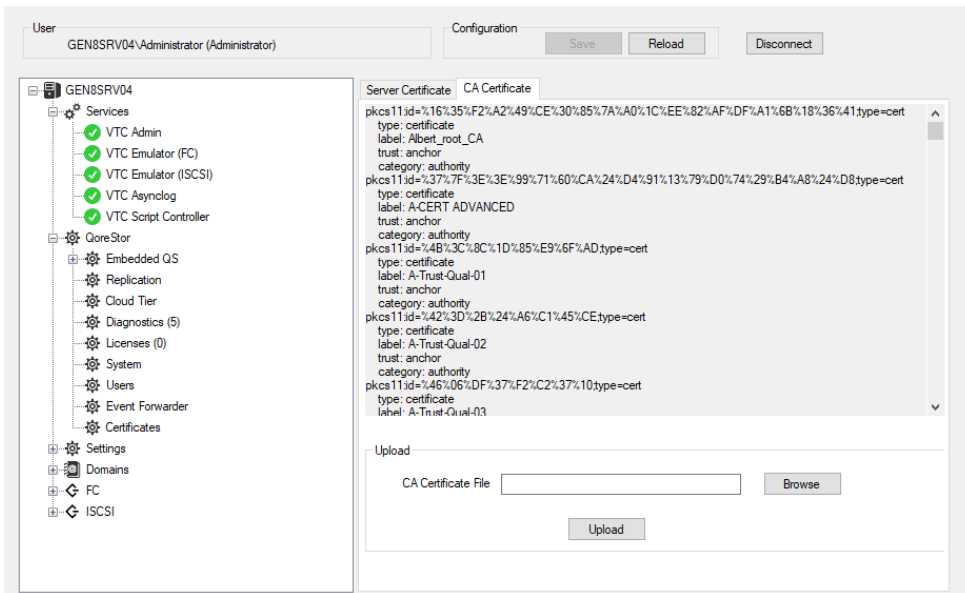 User
GEN8SRV04\Administrator (Administrator)
Configuration
Save
Reload
Disconnect
GEN8SRV04
Services
VTC Admin
VTC Emulator (FC)
VTC Emulator (ISCSI)
VTC Asynclog
VTC Script Controller
QoreStor
Embedded QS
Replication
Cloud Tier
Diagnostics (5)
Licenses (0)
System
Users
Event Forwarder
Certificates
Settings
Domains
FC
ISCSI
Server Certificate
CA Certificate
pkcs11:id=%16%35%F2%A2%49%CE%30%85%7A%A0%1C%EE%82%AF%DF%A1%6B%18%36%41;type=cert
type: certificate
label: Albert_root_CA
trust: anchor
category: authority
pkcs11:id=%37%7F%3E%3E%99%71%60%CA%24%D4%91%13%79%D0%74%29%B4%A8%24%D8;type=cert
type: certificate
label: A-CERT ADVANCED
trust: anchor
category: authority
pkcs11:id=%4B%3C%8C%1D%85%E9%6F%AD;type=cert
type: certificate
label: A-Trust-Qual-01
trust: anchor
category: authority
pkcs11:id=%42%3D%2B%24%A6%C1%45%CE;type=cert
type: certificate
label: A-Trust-Qual-02
trust: anchor
category: authority
pkcs11:id=%46%06%DF%37%F2%C2%37%10;type=cert
type: certificate
label: A-Trust-Qual-03
Upload
CA Certificate File
Browse
Upload